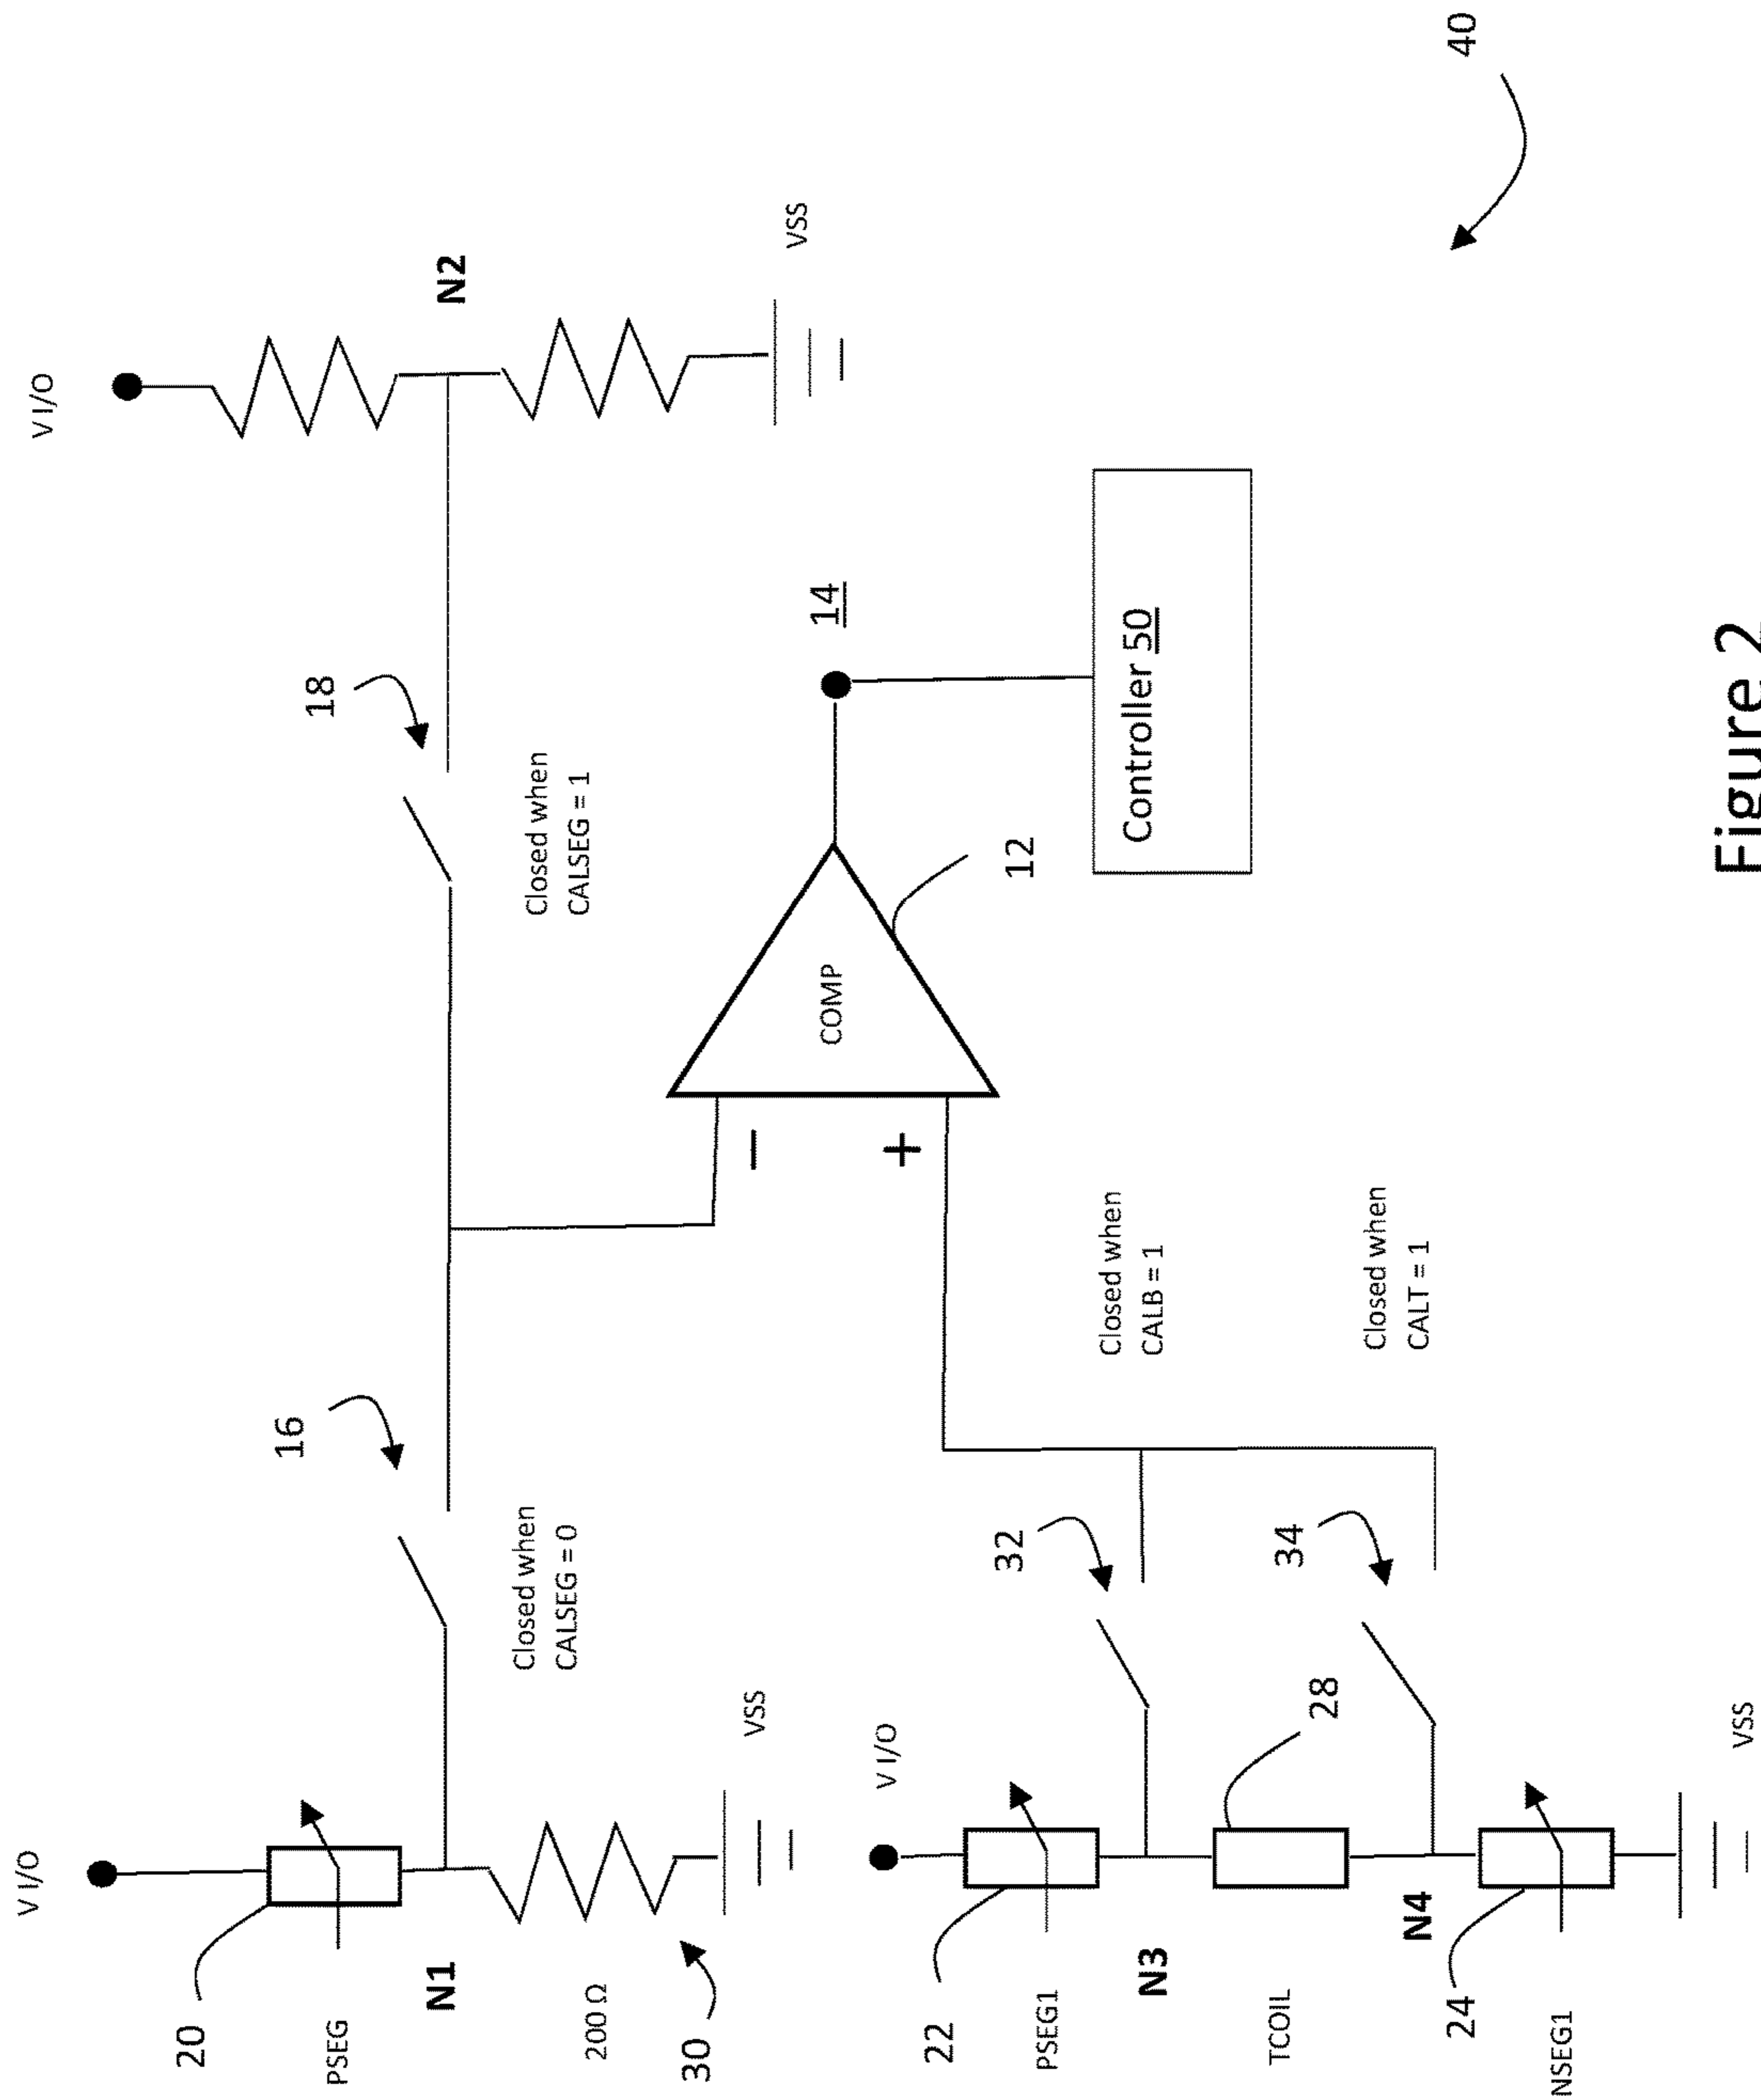 V I/O
20
PSEG
N1
200 Ω
30
VSS
16
Closed when
CALSEG = 0
18
Closed when
CALSEG = 1
V I/O
N2
VSS
V I/O
22
PSEG1
N3
TCOIL
28
N4
24
NSEG1
VSS
32
Closed when
CALB = 1
34
Closed when
CALT = 1
−
+
COMP
12
14
Controller 50
40
Figure 2